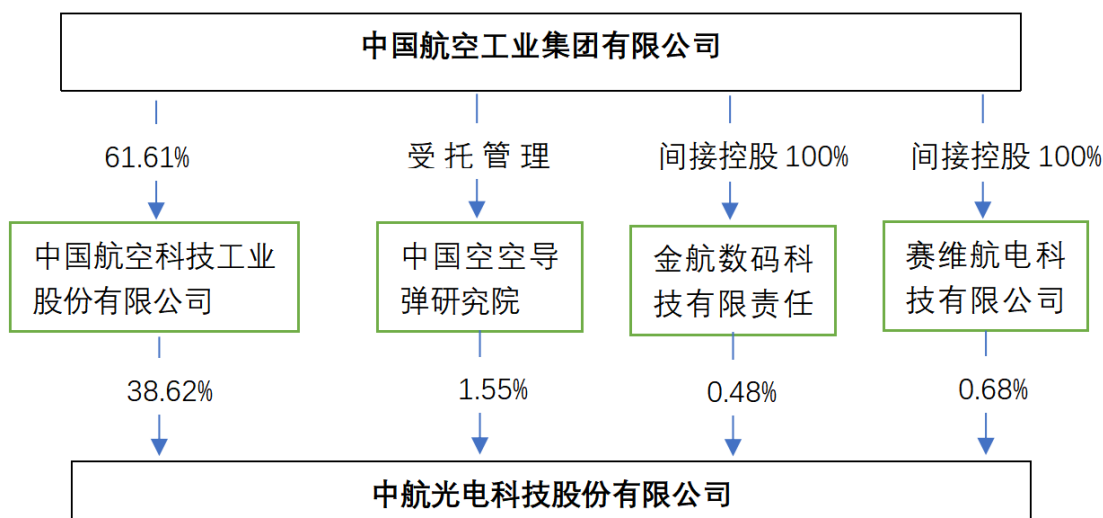 中国航空工业集团有限公司
61.61%
受托管理
间接控股 100%
间接控股 100%
中国航空科技工业
股份有限公司
中国空空导
弹研究院
金航数码科
技有限责任
赛维航电科
技有限公司
38.62%
1.55%
0.48%
0.68%
中航光电科技股份有限公司